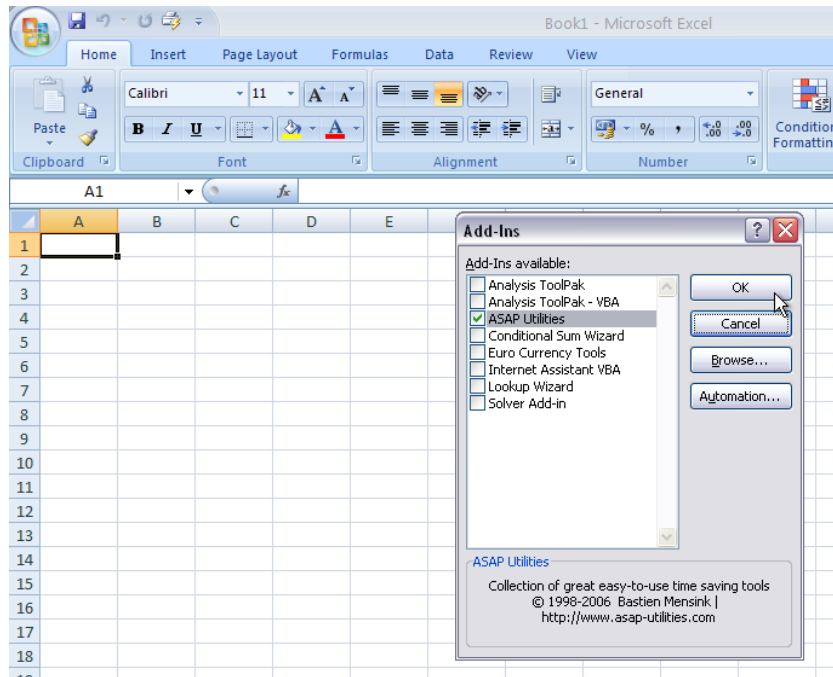 Book1 - Microsoft Excel
Home Insert Page Layout Formulas Data Review View
Calibri 11 A A General
Paste B I U A % , .0 .00 .00 .0
Condition
Formattin
Clipboard Font Alignment Number
A1 fx
A B C D E
1
2
3
4
5
6
7
8
9
10
11
12
13
14
15
16
17
18
Add-Ins ?
Add-Ins available:
Analysis ToolPak
Analysis ToolPak - VBA
ASAP Utilities
Conditional Sum Wizard
Euro Currency Tools
Internet Assistant VBA
Lookup Wizard
Solver Add-in
OK
Cancel
Browse...
Automation...
ASAP Utilities
Collection of great easy-to-use time saving tools
© 1998-2006 Bastien Mensink |
http://www.asap-utilities.com